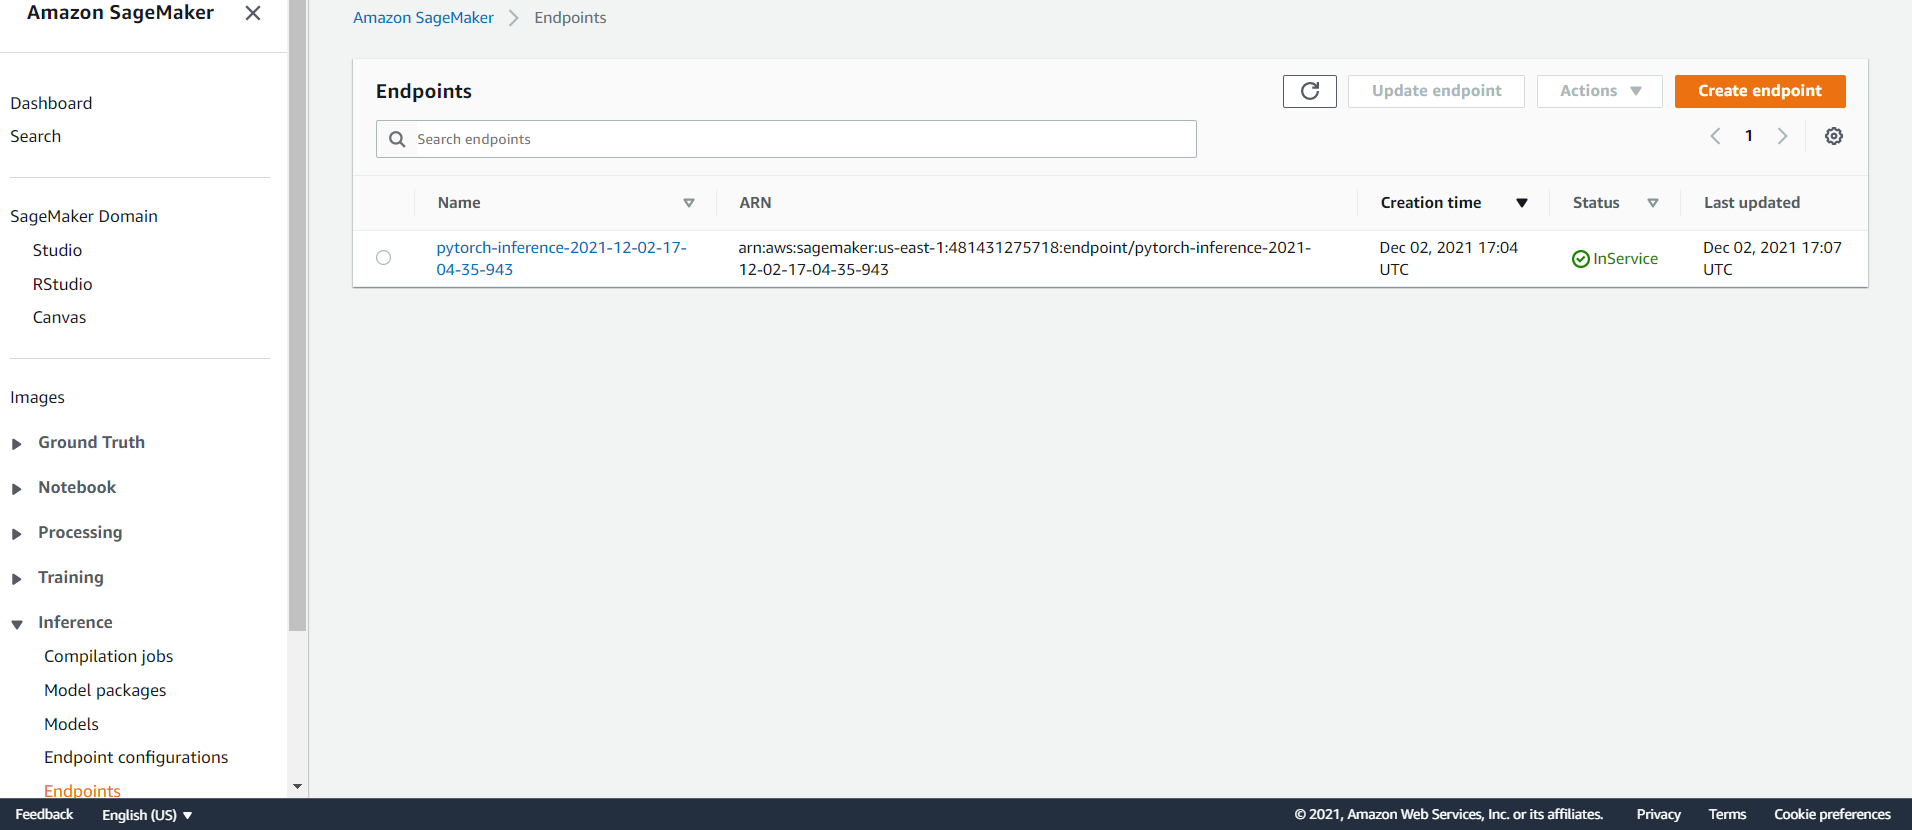 Amazon SageMaker
Dashboard
Search
SageMaker Domain
Studio
RStudio
Canvas
Images
Ground Truth
Notebook
Processing
Training
Inference
Compilation jobs
Model packages
Models
Endpoint configurations
Endpoints
Amazon SageMaker > Endpoints
Endpoints
Update endpoint
Actions
Create endpoint
Search endpoints
1
Name
ARN
Creation time
Status
Last updated
pytorch-inference-2021-12-02-17-
04-35-943
arn:aws:sagemaker:us-east-1:481431275718:endpoint/pytorch-inference-2021-
12-02-17-04-35-943
Dec 02, 2021 17:04
UTC
InService
Dec 02, 2021 17:07
UTC
Feedback
English (US)
© 2021, Amazon Web Services, Inc. or its affiliates.
Privacy
Terms
Cookie preferences